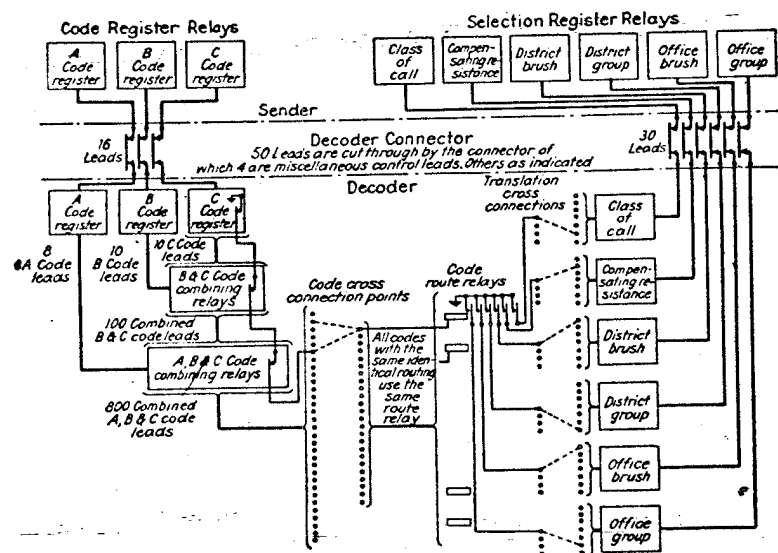 Code Register Relays
Selection Register Relays
A
Code
register
B
Code
register
C
Code
register
Class
of
call
Compen-
sating re-
sistance
District
brush
District
group
Office
brush
Office
group
Sender
16
Leads
Decoder Connector
50 Leads are cut through by the connector of
which 4 are miscellaneous control leads. Others as indicated
30
Leads
Decoder
A
Code
register
B
Code
register
C
Code
register
Translation
cross
connections
Class
of
call
8
A Code
leads
10
B Code
leads
10 C Code
leads
B & C Code
combining
relays
Code cross
connection points
Code
route relays
Compen-
sating re-
sistance
100 Combined
B & C code leads
A, B & C Code
combining relays
800 Combined
A, B & C code
leads
All codes
with the
same iden-
tical routing
use the
same
route
relay
District
brush
District
group
Office
brush
Office
group